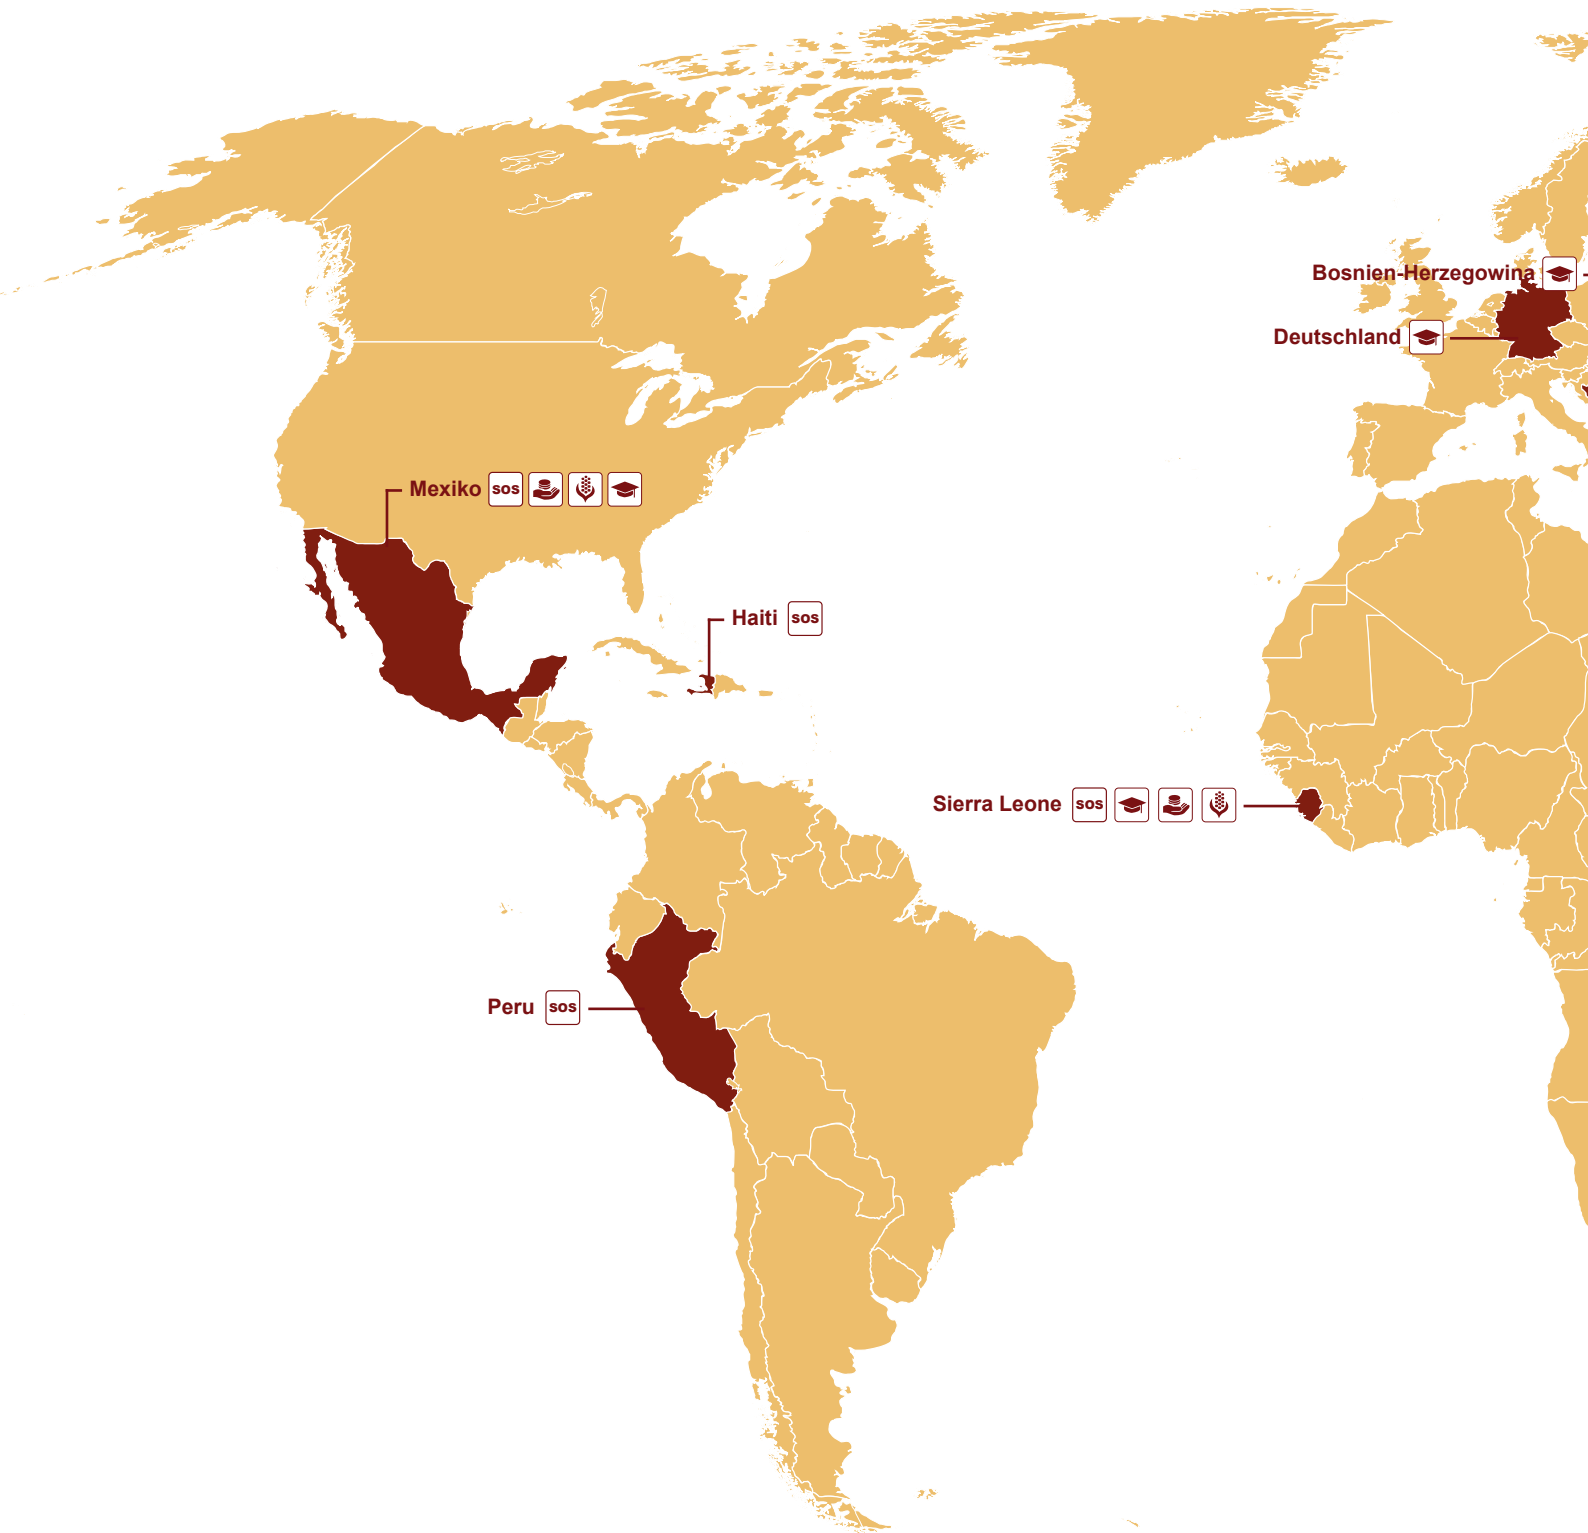 Bosnien-Herzegowina
Deutschland
Mexiko sos
Haiti sos
Sierra Leone sos
Peru sos